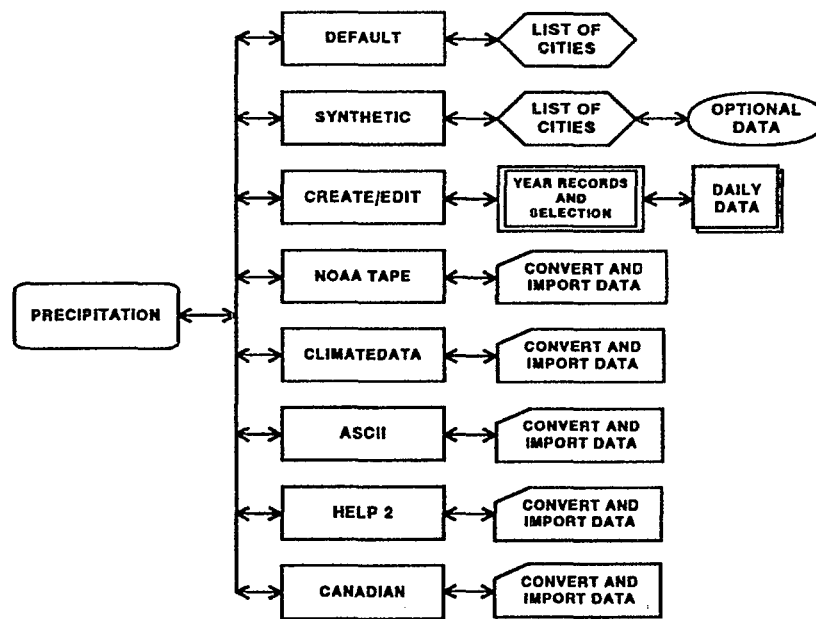 DEFAULT
LIST OF
CITIES
SYNTHETIC
LIST OF
CITIES
OPTIONAL
DATA
CREATE/EDIT
YEAR RECORDS
AND
SELECTION
DAILY
DATA
NOAA TAPE
CONVERT AND
IMPORT DATA
PRECIPITATION
CLIMATEDATA
CONVERT AND
IMPORT DATA
ASCII
CONVERT AND
IMPORT DATA
HELP 2
CONVERT AND
IMPORT DATA
CANADIAN
CONVERT AND
IMPORT DATA